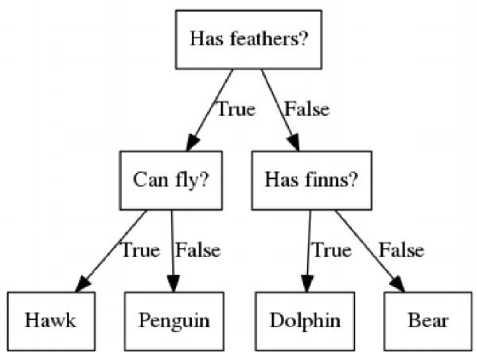 Has feathers?
True
False
Can fly?
Has finns?
True
False
True
False
Hawk
Penguin
Dolphin
Bear